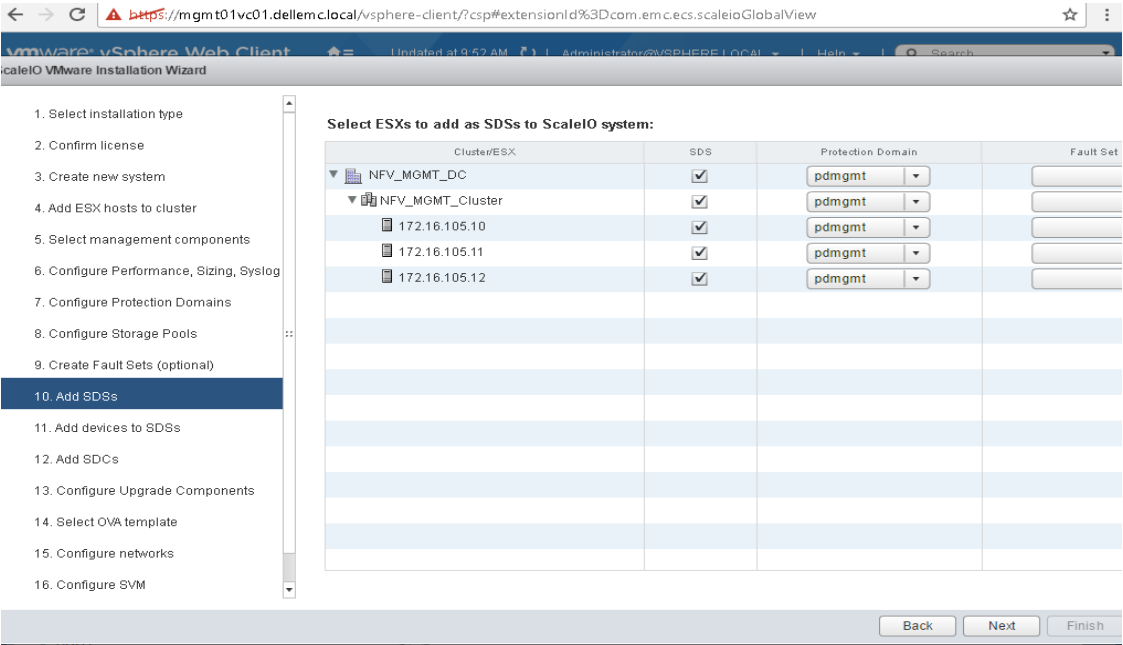 https://mgmt01vc01.dellemc.local/vsphere-client/?csp#extensionId%3Dcom.emc.ecs.scaleioGlobalView
vmware® vSphere Web Client Updated at 9:52 AM | Administrator@VSPHERE.LOCAL | Help | Search
ScaleIO VMware Installation Wizard
1. Select installation type
2. Confirm license
3. Create new system
4. Add ESX hosts to cluster
5. Select management components
6. Configure Performance, Sizing, Syslog
7. Configure Protection Domains
8. Configure Storage Pools
9. Create Fault Sets (optional)
10. Add SDSs
11. Add devices to SDSs
12. Add SDCs
13. Configure Upgrade Components
14. Select OVA template
15. Configure networks
16. Configure SVM
Select ESXs to add as SDSs to ScaleIO system:
Cluster/ESX SDS Protection Domain Fault Set
NFV_MGMT_DC pdmgmt
NFV_MGMT_Cluster pdmgmt
172.16.105.10 pdmgmt
172.16.105.11 pdmgmt
172.16.105.12 pdmgmt
Back Next Finish